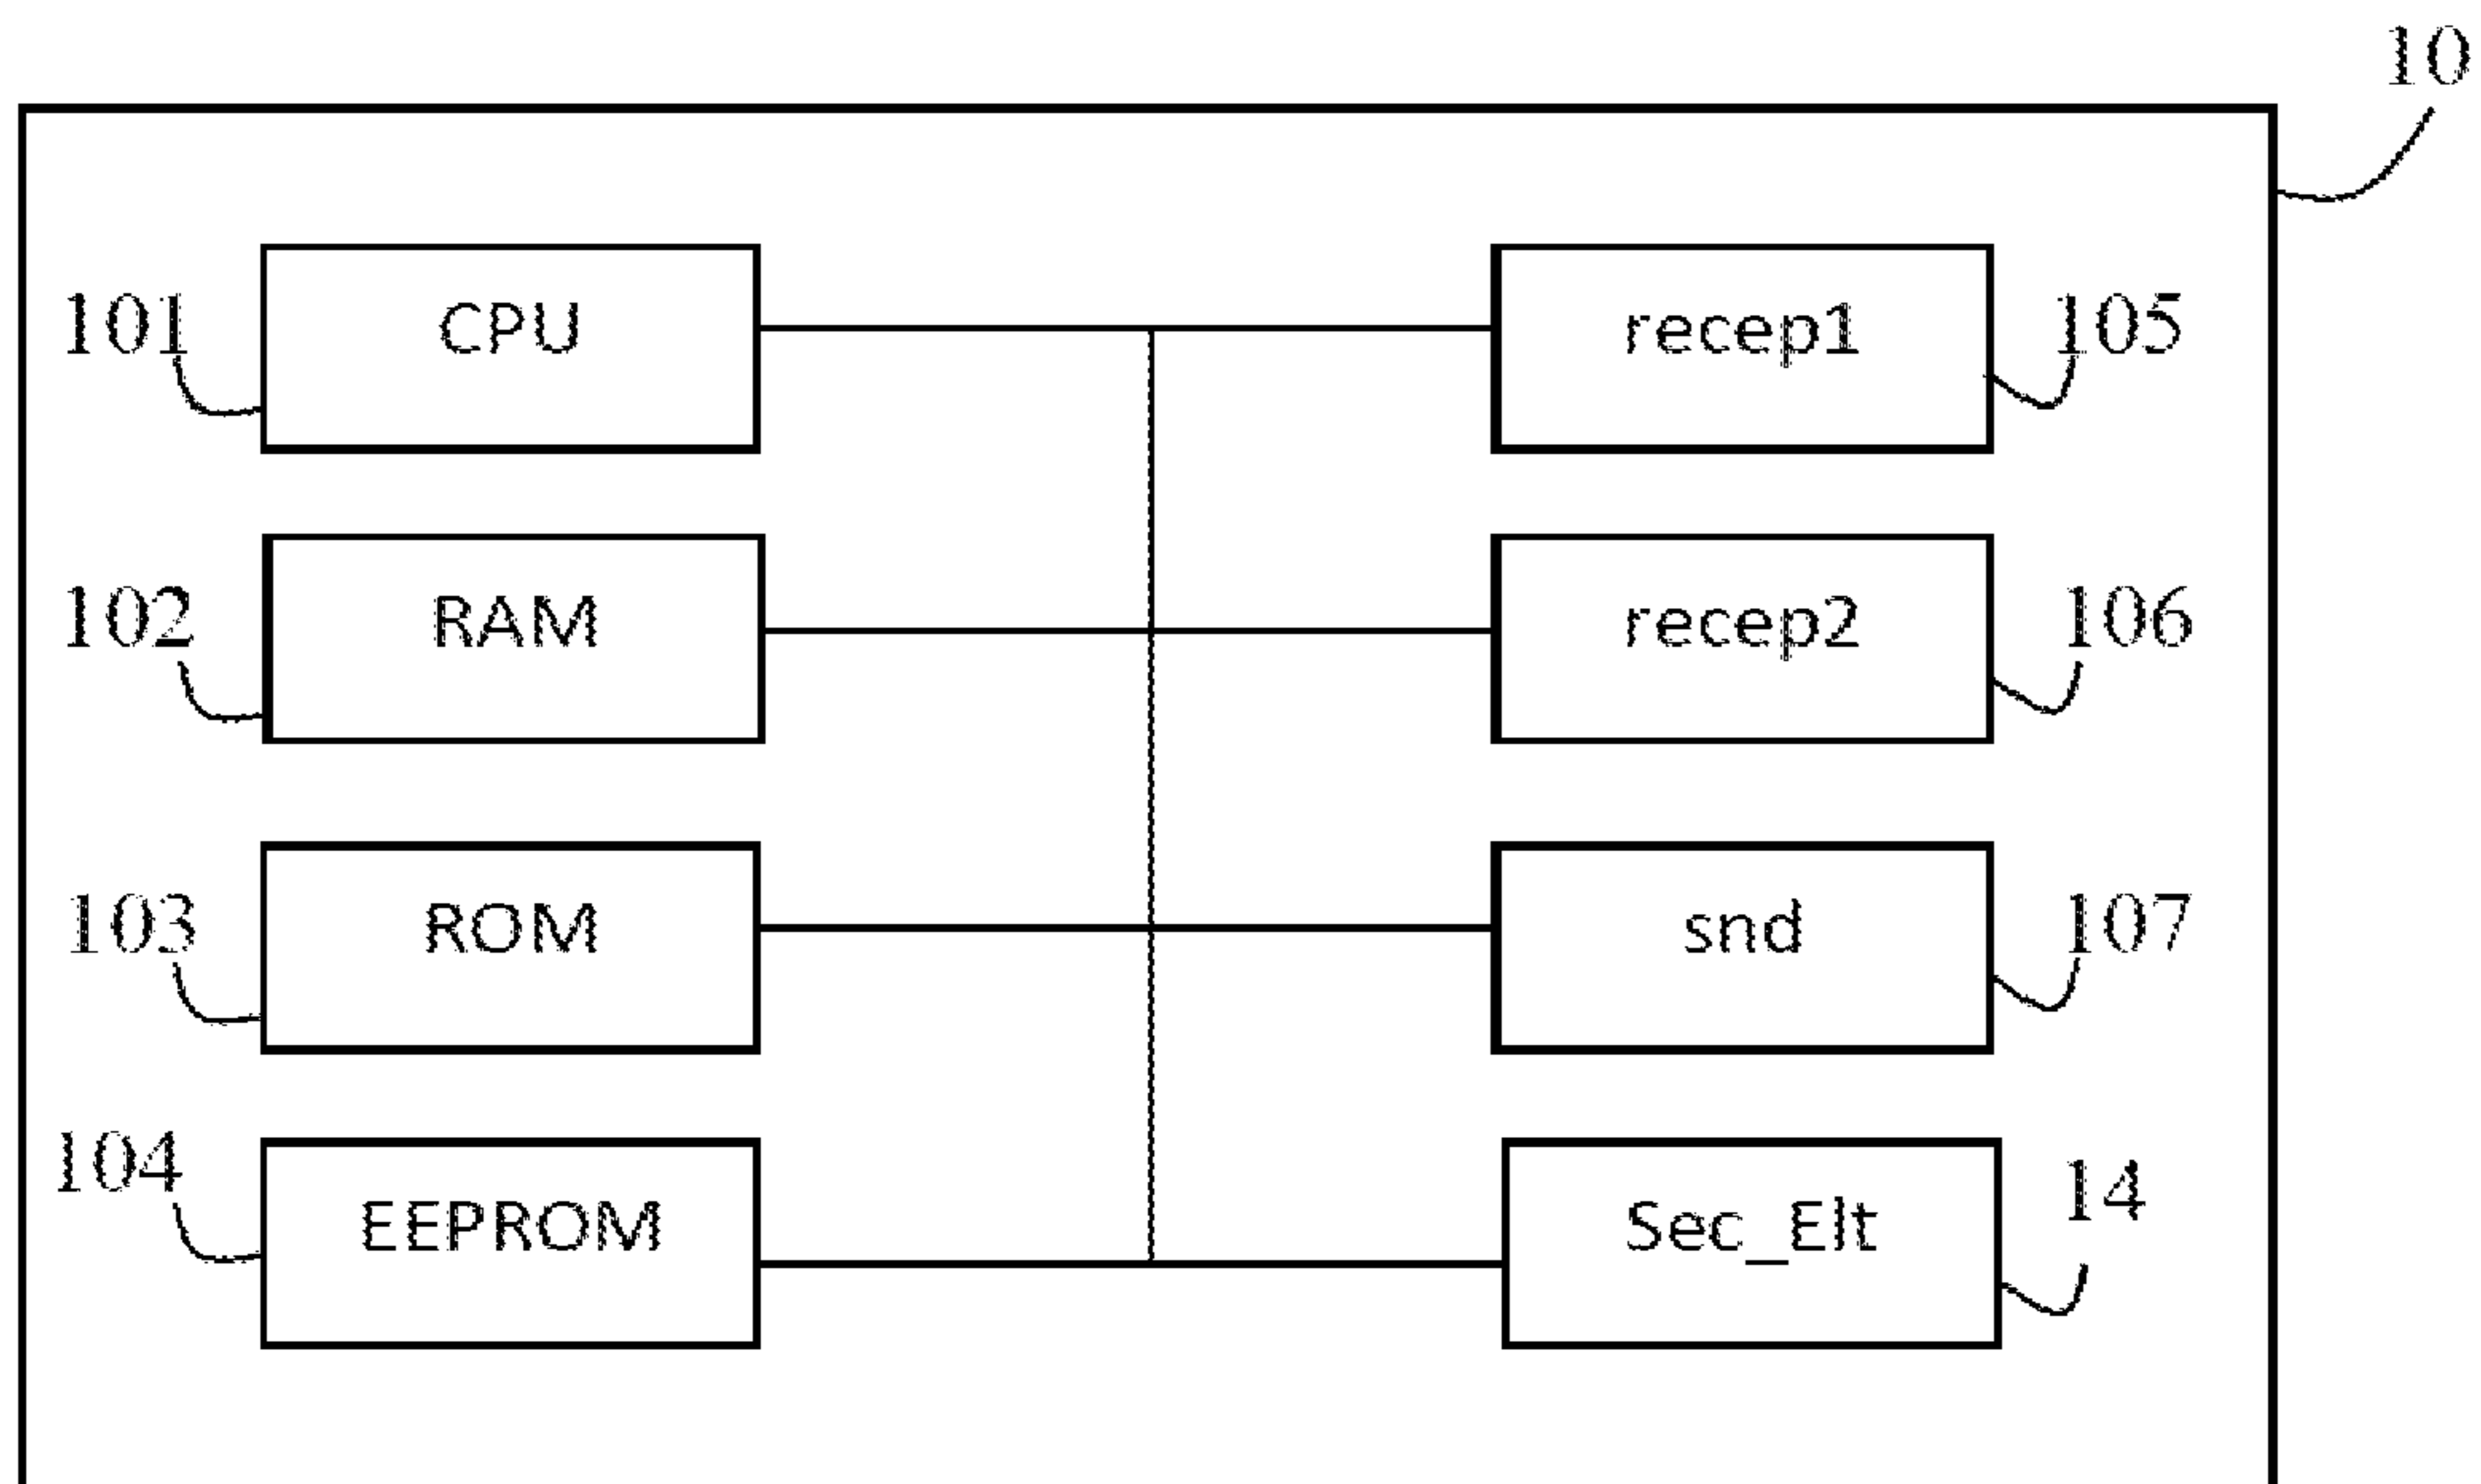 10
101 CPU recep1 105
102 RAM recep2 106
103 ROM snd 107
104 EEPROM Sec_Elt 14